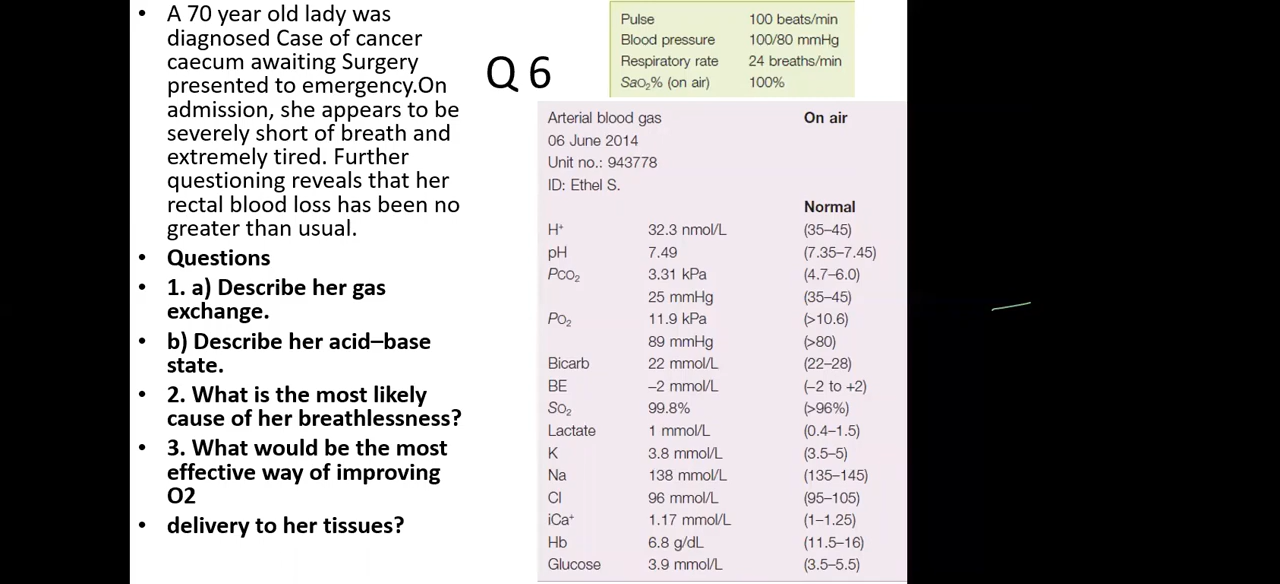 • A 70 year old lady was
diagnosed Case of cancer
caecum awaiting Surgery
presented to emergency.On
admission, she appears to be
severely short of breath and
extremely tired. Further
questioning reveals that her
rectal blood loss has been no
greater than usual.
• Questions
• 1. a) Describe her gas
exchange.
• b) Describe her acid–base
state.
• 2. What is the most likely
cause of her breathlessness?
• 3. What would be the most
effective way of improving
O2
• delivery to her tissues?
Q 6
Pulse 100 beats/min
Blood pressure 100/80 mmHg
Respiratory rate 24 breaths/min
SaO₂% (on air) 100%
Arterial blood gas On air
06 June 2014
Unit no.: 943778
ID: Ethel S.
Normal
H⁺ 32.3 nmol/L (35–45)
pH 7.49 (7.35–7.45)
PCO₂ 3.31 kPa (4.7–6.0)
25 mmHg (35–45)
PO₂ 11.9 kPa (>10.6)
89 mmHg (>80)
Bicarb 22 mmol/L (22–28)
BE –2 mmol/L (–2 to +2)
SO₂ 99.8% (>96%)
Lactate 1 mmol/L (0.4–1.5)
K 3.8 mmol/L (3.5–5)
Na 138 mmol/L (135–145)
Cl 96 mmol/L (95–105)
iCa⁺ 1.17 mmol/L (1–1.25)
Hb 6.8 g/dL (11.5–16)
Glucose 3.9 mmol/L (3.5–5.5)